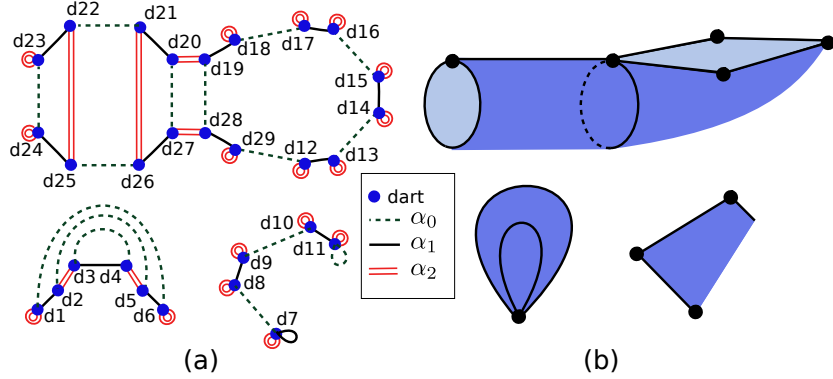 d22 d21
d23 d20 d18 d17 d16
d19
d15
d14
d24 d28
d27 d29 d12 d13
d25 d26
dart
α₀
α₁
α₂
d10
d11
d3 d4 d9
d2 d5 d8
d1 d6 d7
(a) (b)